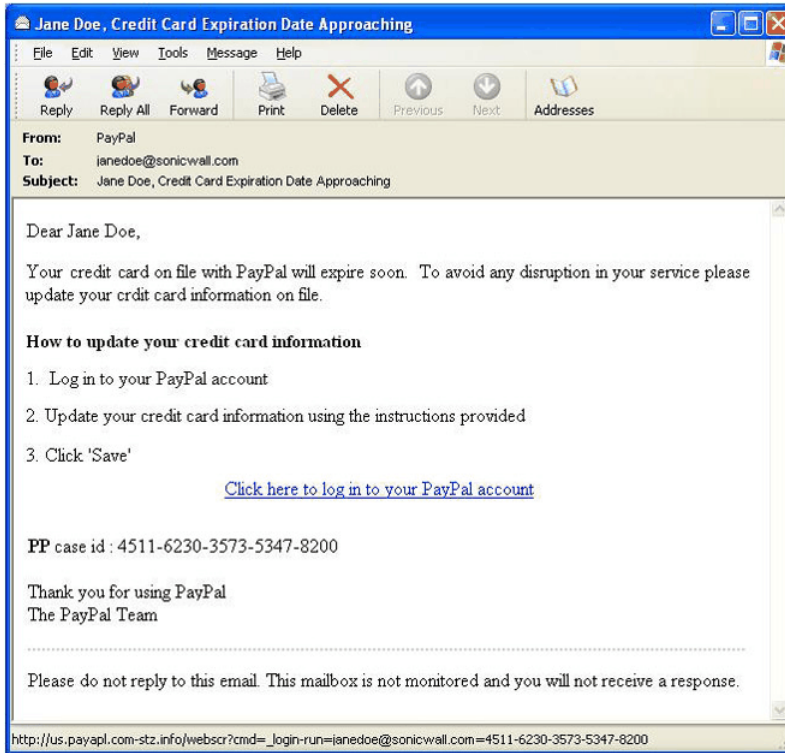 Jane Doe, Credit Card Expiration Date Approaching
File Edit View Tools Message Help
Reply Reply All Forward Print Delete Previous Next Addresses
From: PayPal
To: janedoe@sonicwall.com
Subject: Jane Doe, Credit Card Expiration Date Approaching
Dear Jane Doe,
Your credit card on file with PayPal will expire soon. To avoid any disruption in your service please
update your crdit card information on file.
How to update your credit card information
1. Log in to your PayPal account
2. Update your credit card information using the instructions provided
3. Click 'Save'
Click here to log in to your PayPal account
PP case id : 4511-6230-3573-5347-8200
Thank you for using PayPal
The PayPal Team
Please do not reply to this email. This mailbox is not monitored and you will not receive a response.
http://us.payapl.com-stz.info/webscr?cmd=_login-run=janedoe@sonicwall.com=4511-6230-3573-5347-8200